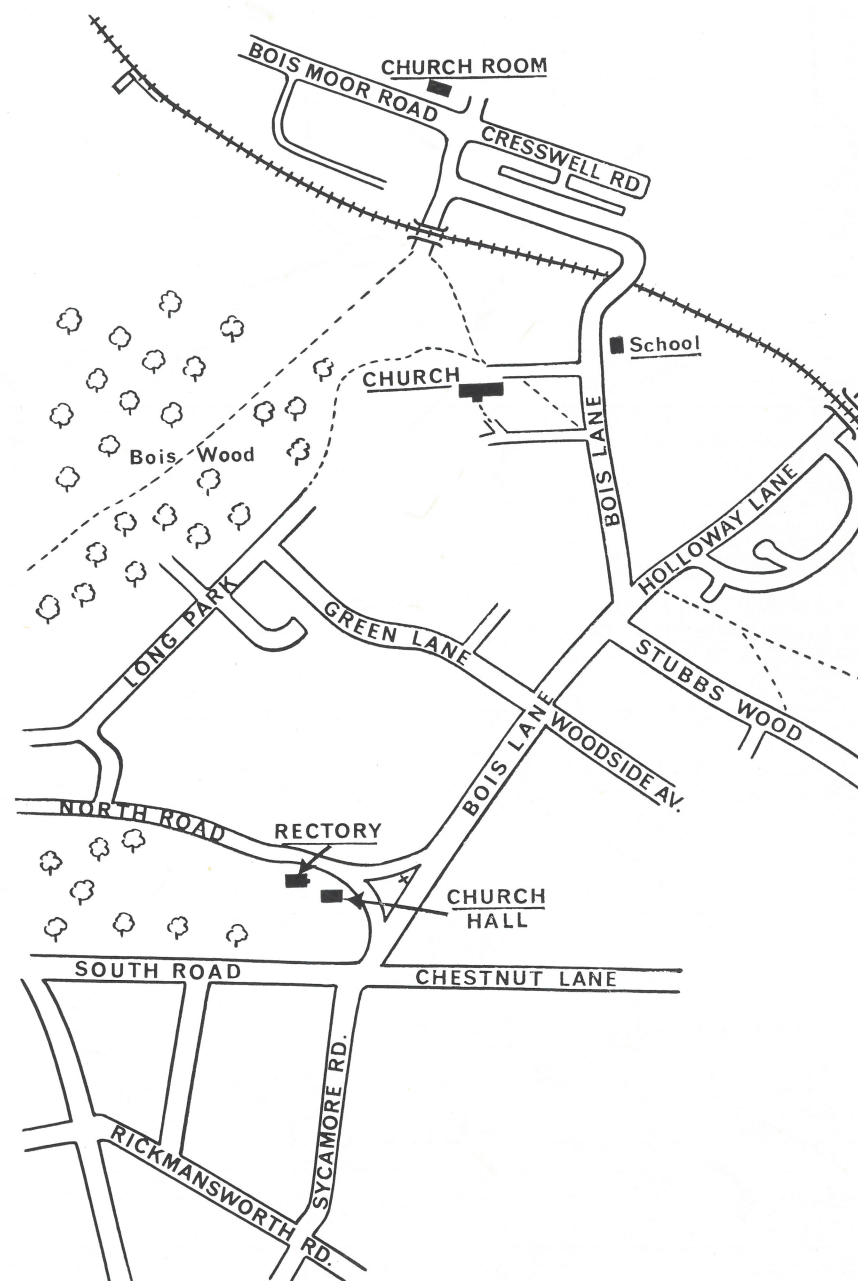 BOIS MOOR ROAD
CHURCH ROOM
CRESSWELL RD
School
CHURCH
BOIS LANE
Bois Wood
HOLLOWAY LANE
LONG PARK
GREEN LANE
STUBBS WOOD
BOIS LANE
WOODSIDE AV.
NORTH ROAD
RECTORY
CHURCH
HALL
SOUTH ROAD
CHESTNUT LANE
SYCAMORE RD.
RICKMANSWORTH RD.